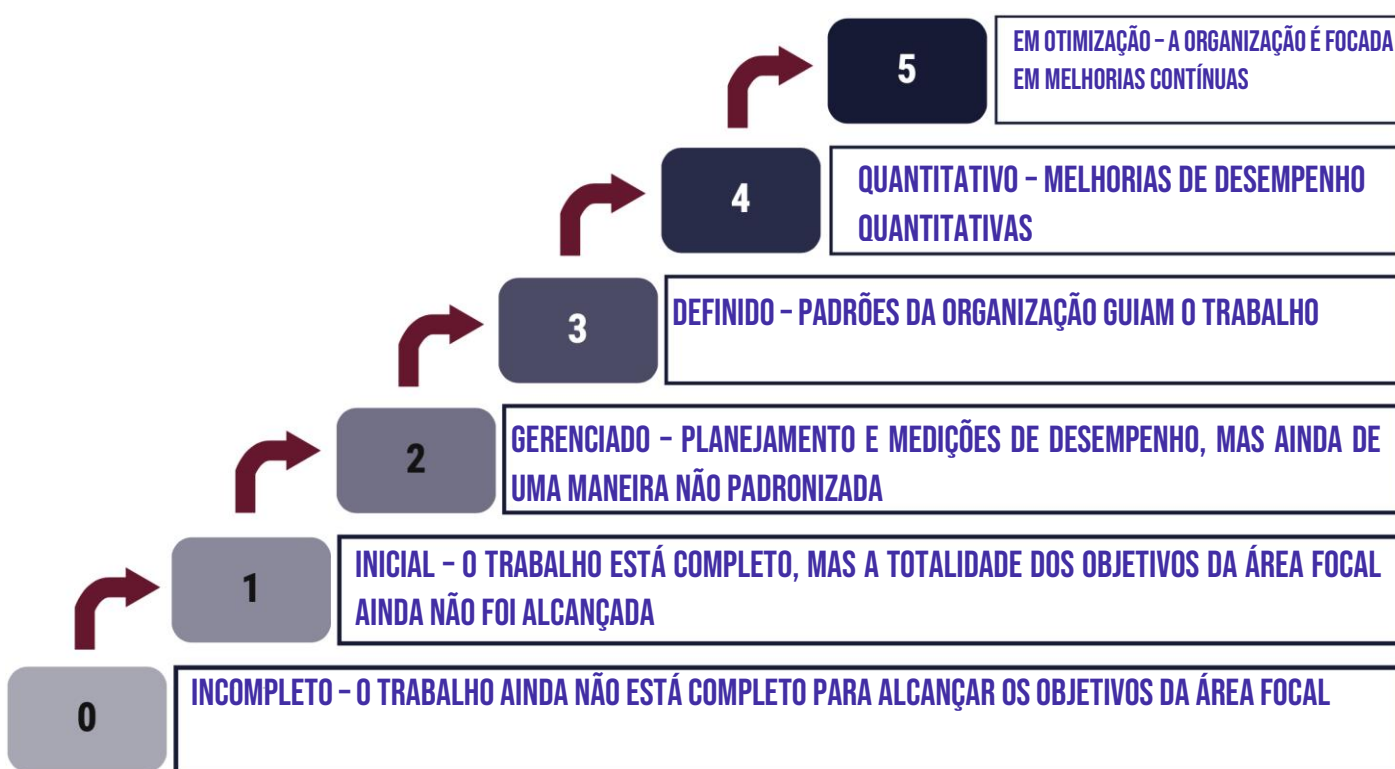 5
EM OTIMIZAÇÃO – A ORGANIZAÇÃO É FOCADA
EM MELHORIAS CONTÍNUAS
4
QUANTITATIVO – MELHORIAS DE DESEMPENHO
QUANTITATIVAS
3
DEFINIDO – PADRÕES DA ORGANIZAÇÃO GUIAM O TRABALHO
2
GERENCIADO – PLANEJAMENTO E MEDIÇÕES DE DESEMPENHO, MAS AINDA DE
UMA MANEIRA NÃO PADRONIZADA
1
INICIAL – O TRABALHO ESTÁ COMPLETO, MAS A TOTALIDADE DOS OBJETIVOS DA ÁREA FOCAL
AINDA NÃO FOI ALCANÇADA
0
INCOMPLETO – O TRABALHO AINDA NÃO ESTÁ COMPLETO PARA ALCANÇAR OS OBJETIVOS DA ÁREA FOCAL